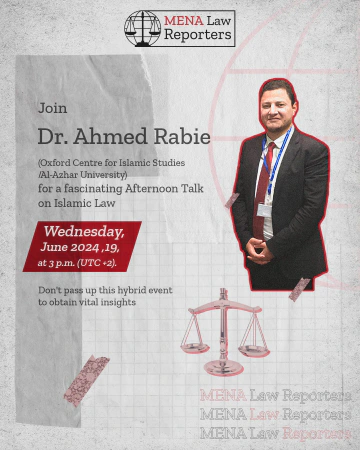 MENA Law
Reporters
Join
Dr. Ahmed Rabie
(Oxford Centre for Islamic Studies
/Al-Azhar University)
for a fascinating Afternoon Talk
on Islamic Law
Wednesday,
June 2024 ,19,
at 3 p.m. (UTC +2).
Don't pass up this hybrid event
to obtain vital insights
MENA Law Reporters
MENA Law Reporters
MENA Law Reporters